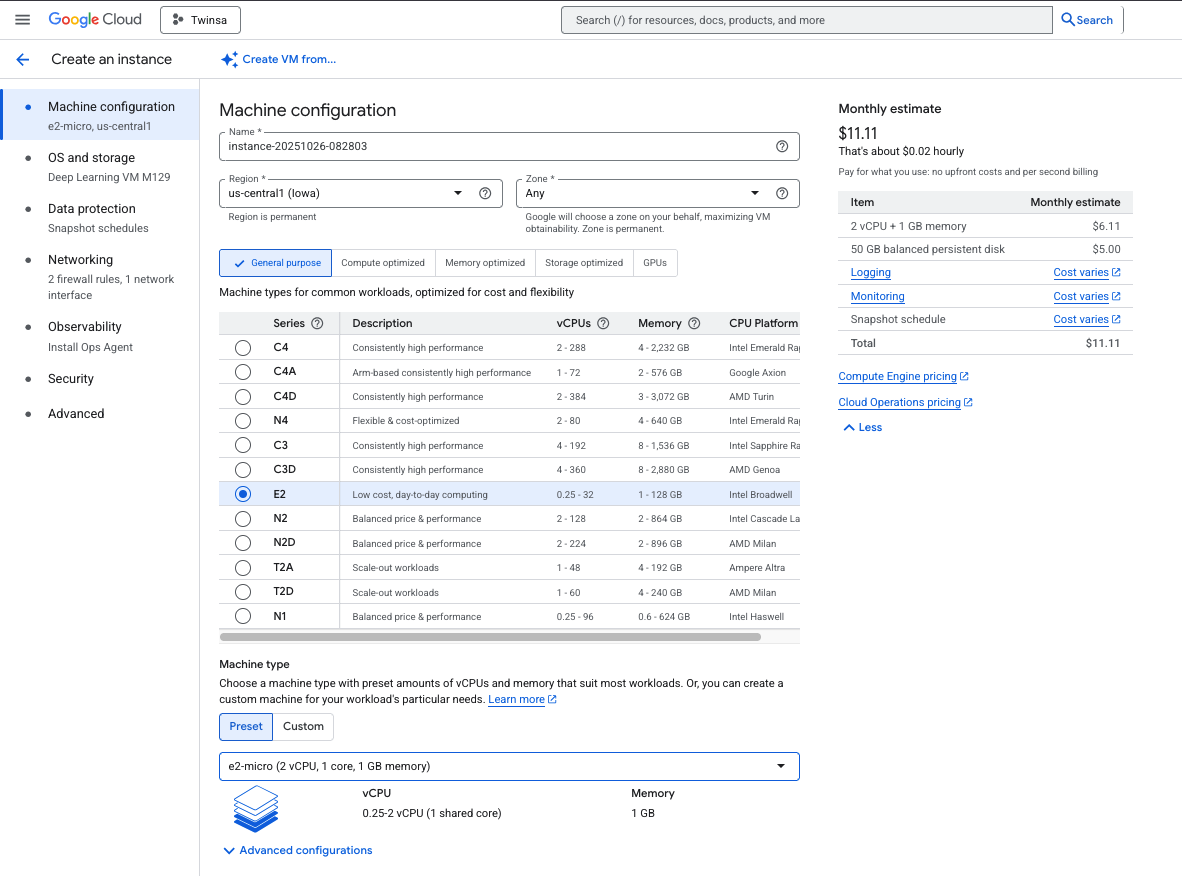 Google Cloud
Twinsa
Search (/) for resources, docs, products, and more
Search
Create an instance
Create VM from...
Machine configuration
e2-micro, us-central1
OS and storage
Deep Learning VM M129
Data protection
Snapshot schedules
Networking
2 firewall rules, 1 network
interface
Observability
Install Ops Agent
Security
Advanced
Machine configuration
Name *
instance-20251026-082803
Region *
us-central1 (Iowa)
Region is permanent
Zone *
Any
Google will choose a zone on your behalf, maximizing VM
obtainability. Zone is permanent.
General purpose Compute optimized Memory optimized Storage optimized GPUs
Machine types for common workloads, optimized for cost and flexibility
Series Description vCPUs Memory CPU Platform
C4 Consistently high performance 2 - 288 4 - 2,232 GB Intel Emerald Rap
C4A Arm-based consistently high performance 1 - 72 2 - 576 GB Google Axion
C4D Consistently high performance 2 - 384 3 - 3,072 GB AMD Turin
N4 Flexible & cost-optimized 2 - 80 4 - 640 GB Intel Emerald Rap
C3 Consistently high performance 4 - 192 8 - 1,536 GB Intel Sapphire Ra
C3D Consistently high performance 4 - 360 8 - 2,880 GB AMD Genoa
E2 Low cost, day-to-day computing 0.25 - 32 1 - 128 GB Intel Broadwell
N2 Balanced price & performance 2 - 128 2 - 864 GB Intel Cascade La
N2D Balanced price & performance 2 - 224 2 - 896 GB AMD Milan
T2A Scale-out workloads 1 - 48 4 - 192 GB Ampere Altra
T2D Scale-out workloads 1 - 60 4 - 240 GB AMD Milan
N1 Balanced price & performance 0.25 - 96 0.6 - 624 GB Intel Haswell
Machine type
Choose a machine type with preset amounts of vCPUs and memory that suit most workloads. Or, you can create a
custom machine for your workload's particular needs. Learn more
Preset Custom
e2-micro (2 vCPU, 1 core, 1 GB memory)
vCPU Memory
0.25-2 vCPU (1 shared core) 1 GB
Advanced configurations
Monthly estimate
$11.11
That's about $0.02 hourly
Pay for what you use: no upfront costs and per second billing
Item Monthly estimate
2 vCPU + 1 GB memory $6.11
50 GB balanced persistent disk $5.00
Logging Cost varies
Monitoring Cost varies
Snapshot schedule Cost varies
Total $11.11
Compute Engine pricing
Cloud Operations pricing
Less